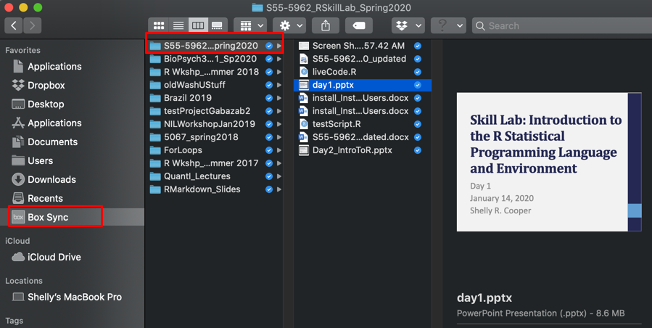 S55-5962_RSkillLab_Spring2020
Search
Favorites
Applications
Dropbox
Desktop
Applications
Documents
Users
Downloads
Recents
box
Box Sync
iCloud
iCloud Drive
Locations
Shelly's MacBook Pro
Tags
S55-5962...pring2020
BioPsych3...1_Sp2020
R Wkshp_...mmer 2018
oldWashUStuff
Brazil 2019
testProjectGabazab2
NILWorkshopJan2019
5067_spring2018
ForLoops
R Wkshp_...mmer 2017
Quanti_Lectures
RMarkdown_Slides
Screen Sh....57.42 AM
S55-5962...0_updated
liveCode.R
day1.pptx
install_Inst...Users.docx
install_Inst...Users.docx
testScript.R
S55-5962...dated.docx
Day2_IntroToR.pptx
Skill Lab: Introduction to
the R Statistical
Programming Language
and Environment
Day 1
January 14, 2020
Shelly R. Cooper
day1.pptx
PowerPoint Presentation (.pptx) - 8.6 MB